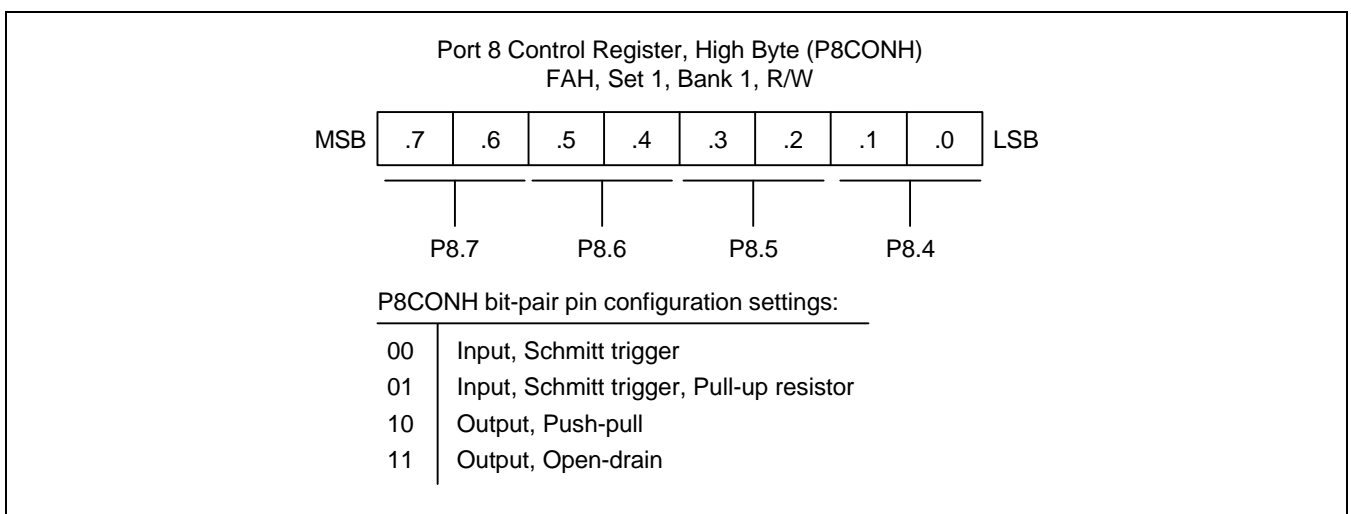 Port 8 Control Register, High Byte (P8CONH)
FAH, Set 1, Bank 1, R/W
MSB .7 .6 .5 .4 .3 .2 .1 .0 LSB
P8.7 P8.6 P8.5 P8.4
P8CONH bit-pair pin configuration settings:
00 Input, Schmitt trigger
01 Input, Schmitt trigger, Pull-up resistor
10 Output, Push-pull
11 Output, Open-drain